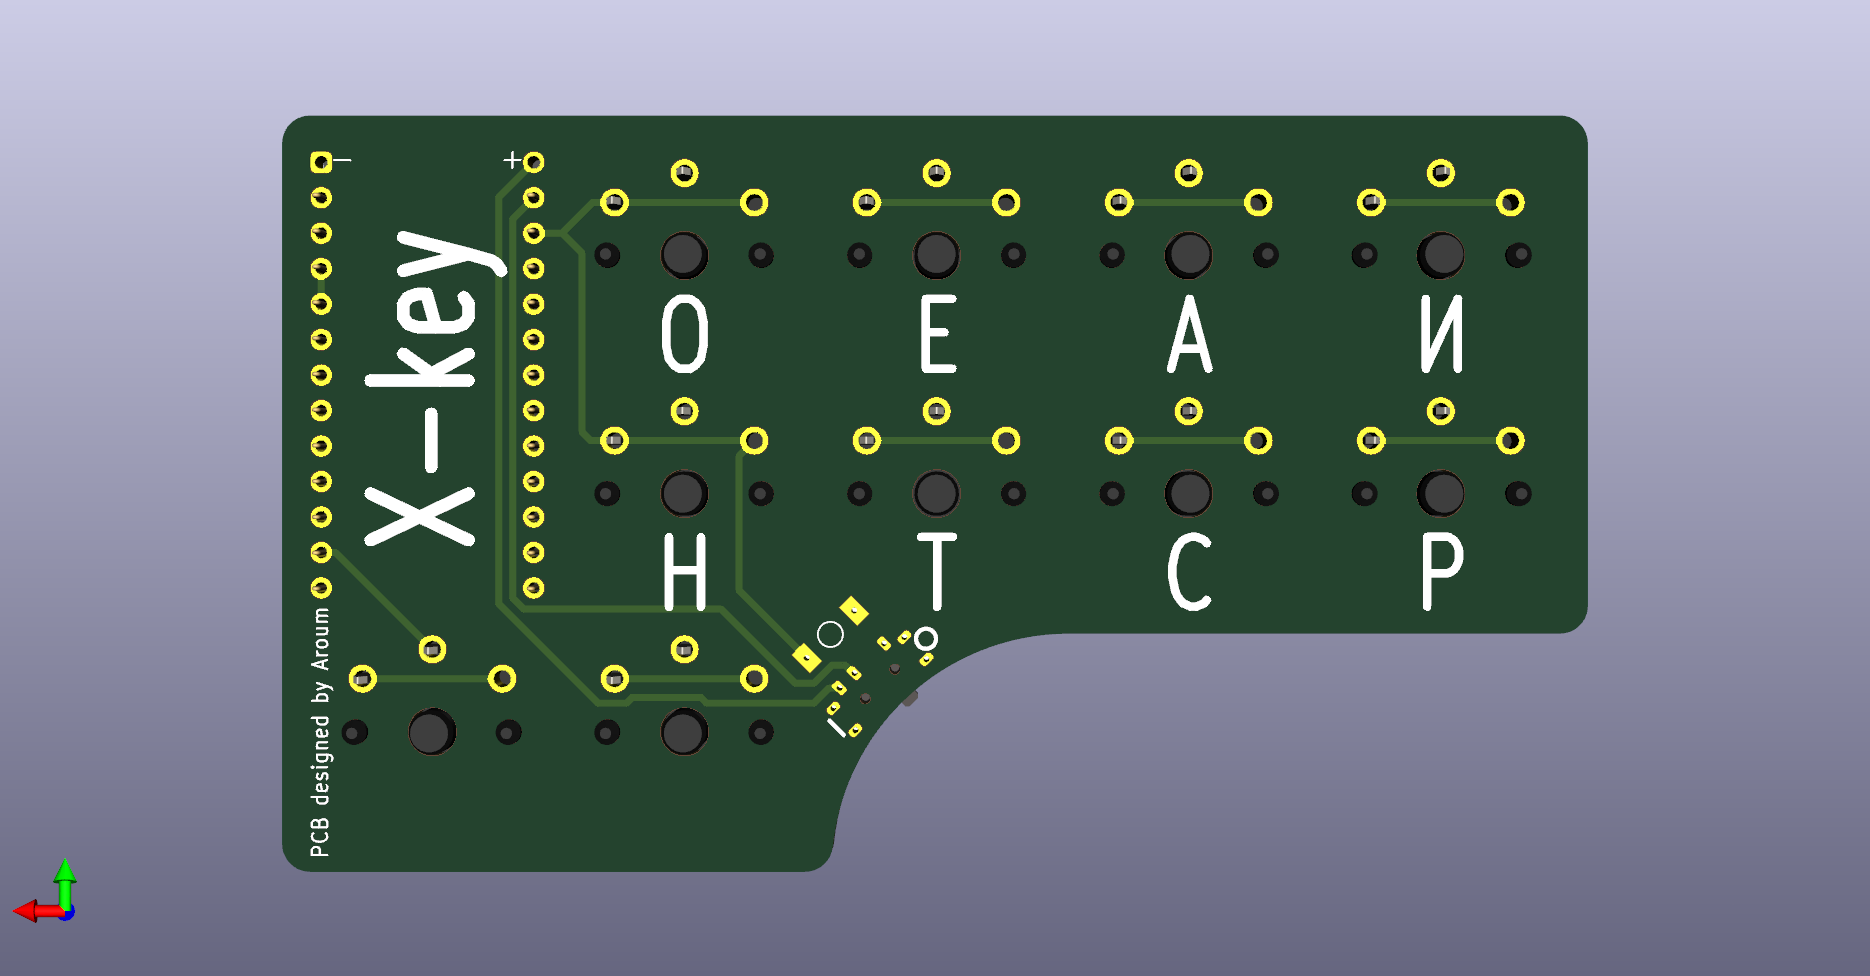 − +
X-key
О Е А И
Н Т С Р
PCB designed by Aroum